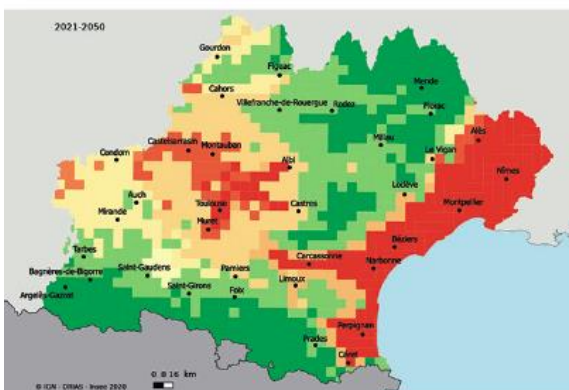 2021-2050
Gourdon
Figeac
Cahors
Mende
Villefranche-de-Rouergue
Rodez
Florac
Castelsarrasin
Montauban
Millau
Alès
Condom
Albi
Le Vigan
Nîmes
Auch
Lodève
Mirande
Toulouse
Castres
Montpellier
Muret
Béziers
Tarbes
Carcassonne
Narbonne
Bagnères-de-Bigorre
Saint-Gaudens
Pamiers
Limoux
Argelès-Gazost
Saint-Girons
Foix
Perpignan
Prades
Céret
0 8 16 km
© IGN - DRIAS - Insee 2020